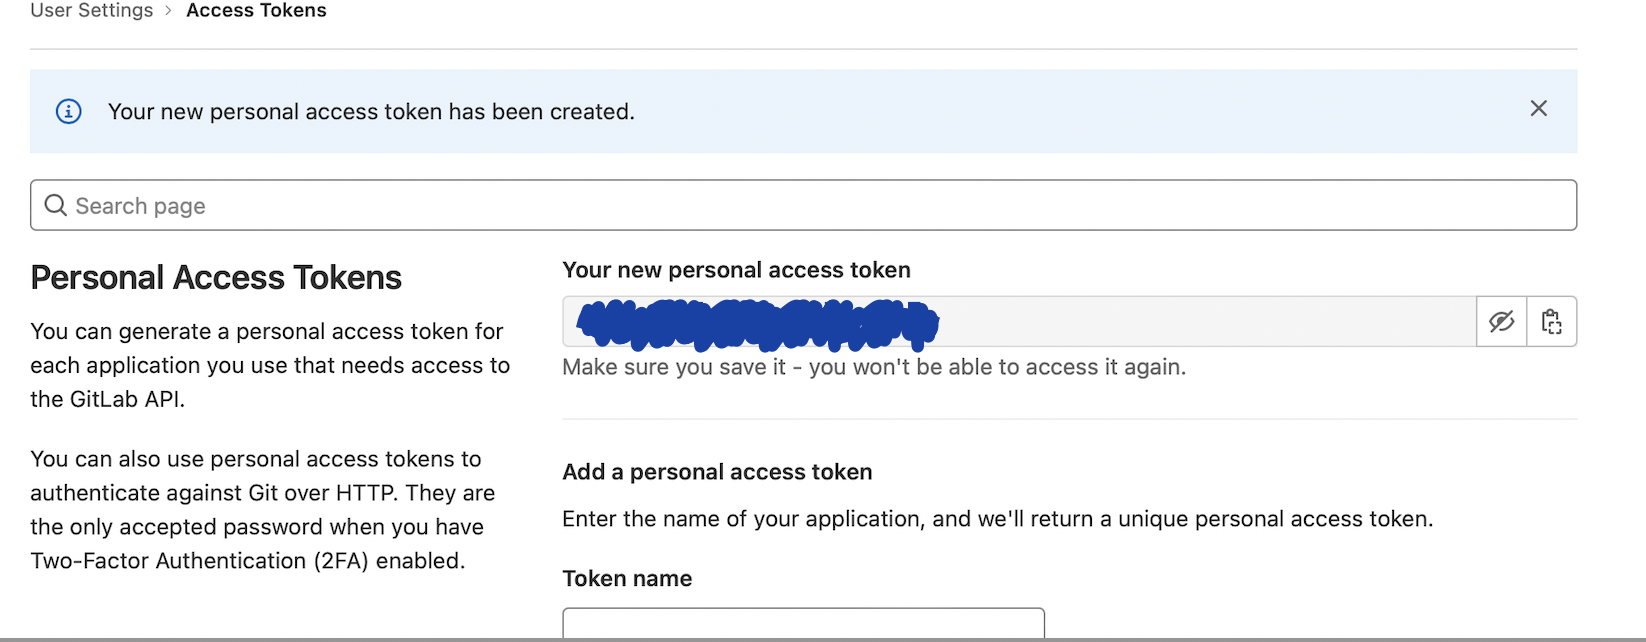 User Settings > Access Tokens
Your new personal access token has been created.
Search page
Personal Access Tokens
You can generate a personal access token for
each application you use that needs access to
the GitLab API.
You can also use personal access tokens to
authenticate against Git over HTTP. They are
the only accepted password when you have
Two-Factor Authentication (2FA) enabled.
Your new personal access token
Make sure you save it - you won't be able to access it again.
Add a personal access token
Enter the name of your application, and we'll return a unique personal access token.
Token name